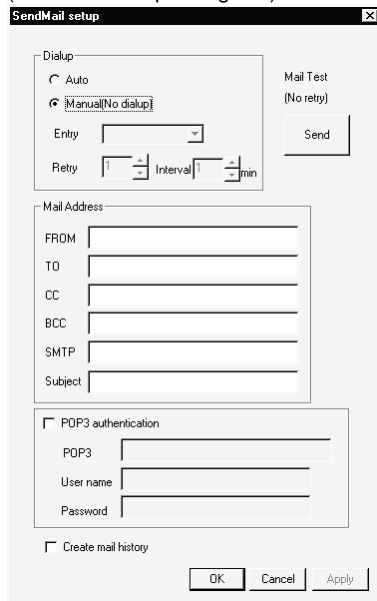 SendMail setup
Dialup
Auto
Manual(No dialup)
Entry
Retry 1 Interval 1 min
Mail Test
(No retry)
Send
Mail Address
FROM
TO
CC
BCC
SMTP
Subject
POP3 authentication
POP3
User name
Password
Create mail history
OK Cancel Apply